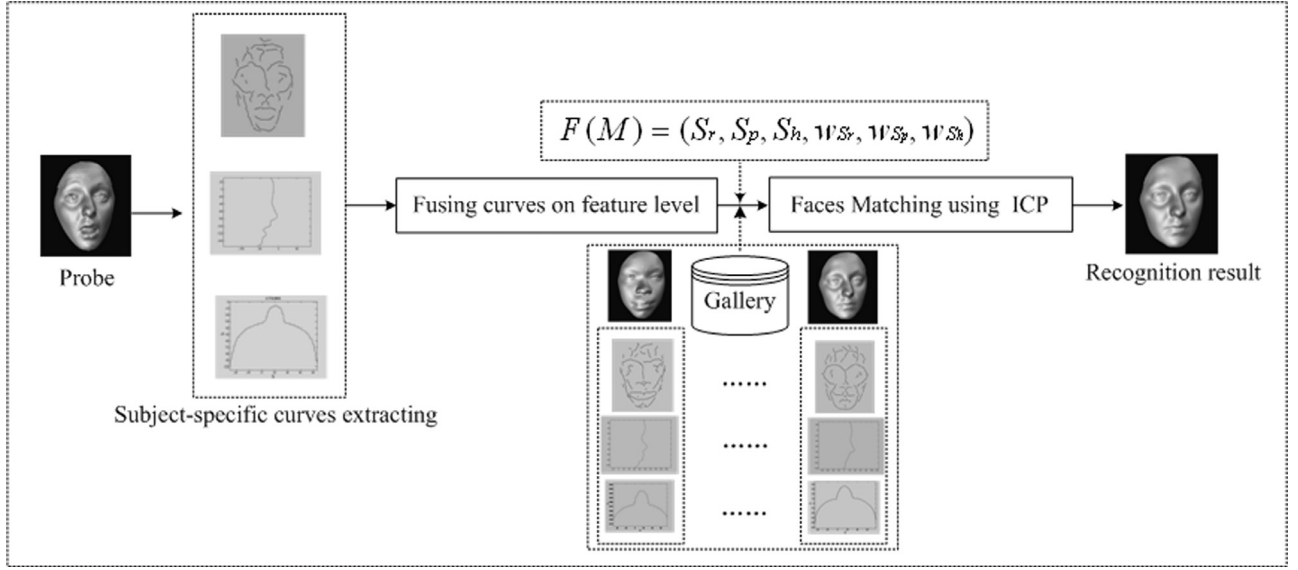 F(M) = (Sr, Sp, Sh, wSr, wSp, wSh)
Fusing curves on feature level
Faces Matching using ICP
Probe
Gallery
Recognition result
Subject-specific curves extracting
......
......
......